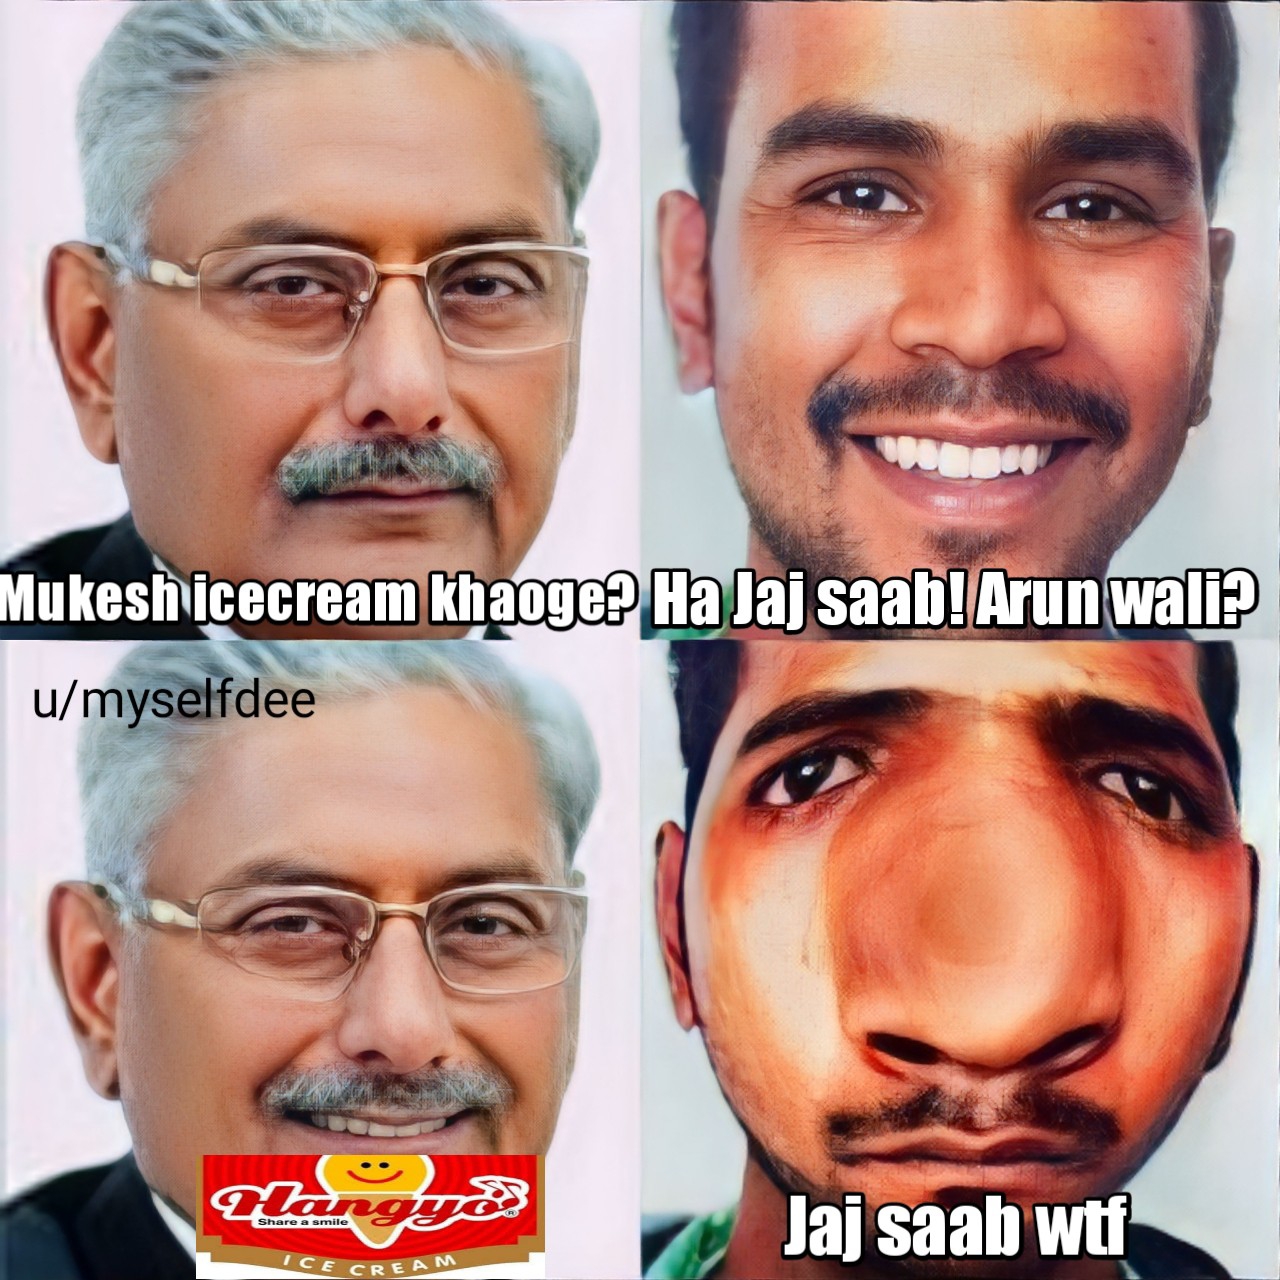 Mukesh icecream khaoge?
Ha Jaj saab! Arun wali?
u/myselfdee
Hangyo®
Share a smile
ICE CREAM
Jaj saab wtf